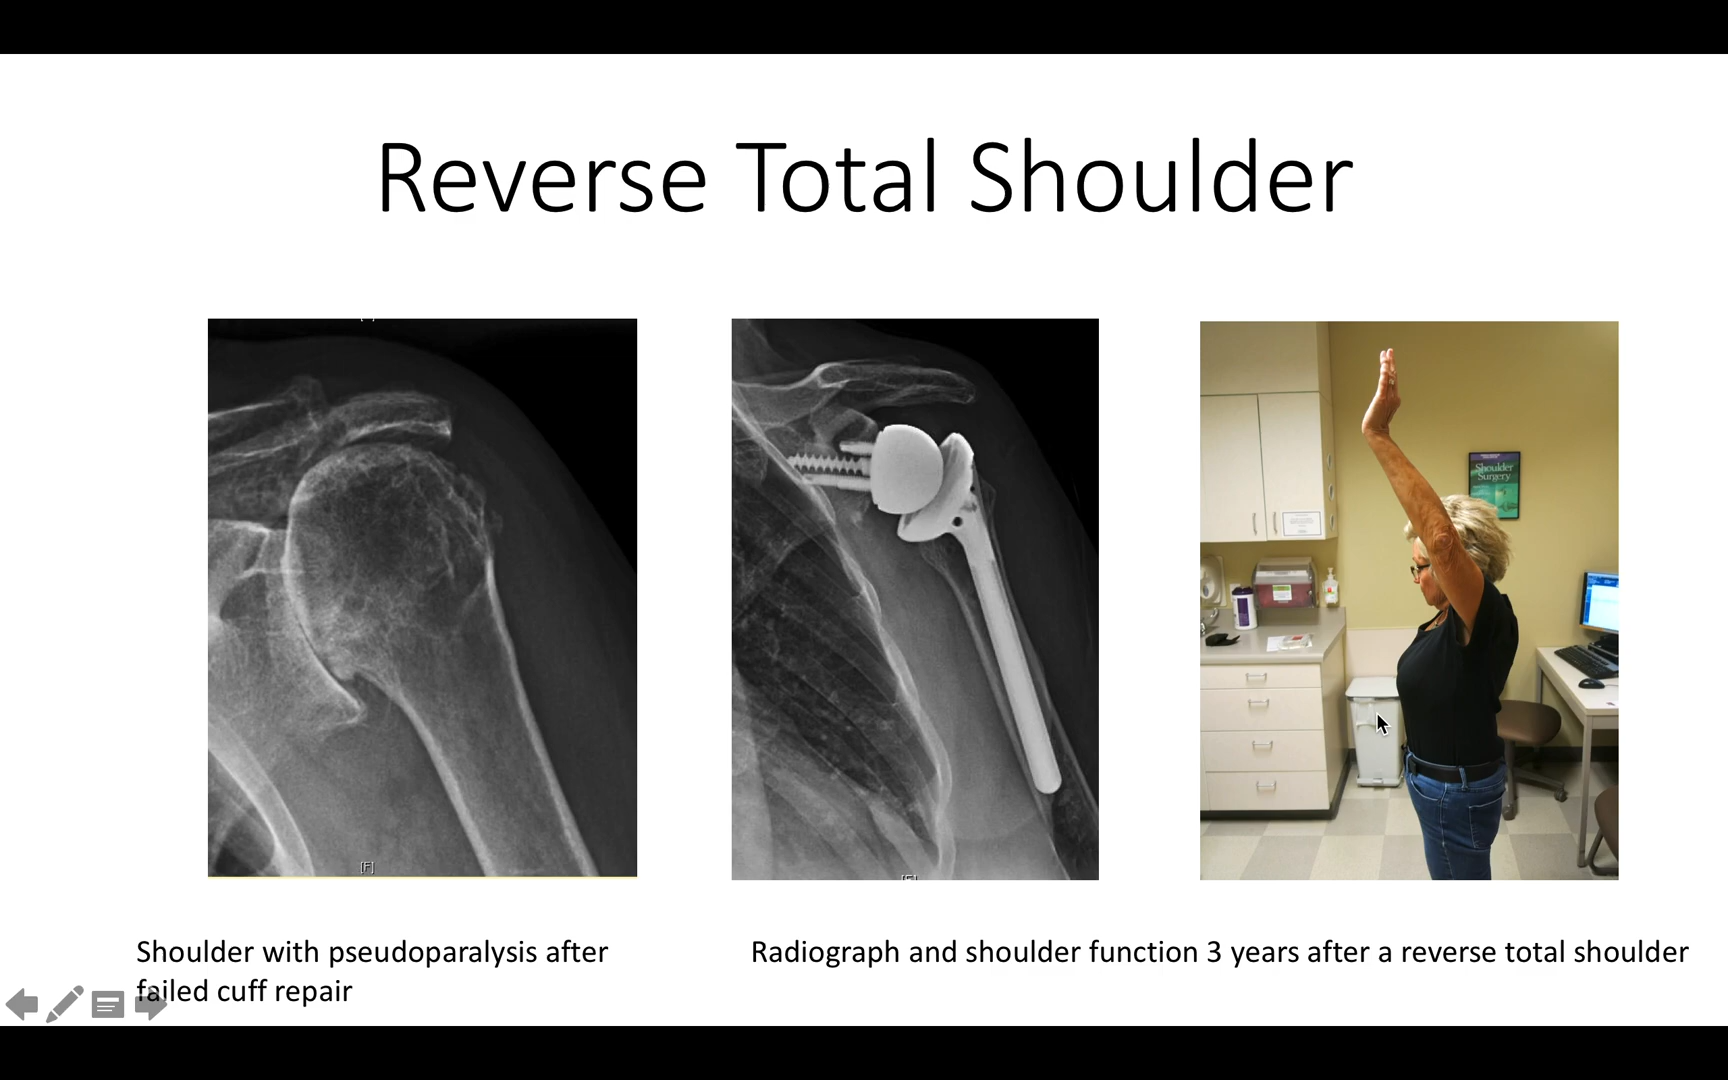 Reverse Total Shoulder
[F]
Shoulder
Surgery
Shoulder with pseudoparalysis after
failed cuff repair
Radiograph and shoulder function 3 years after a reverse total shoulder